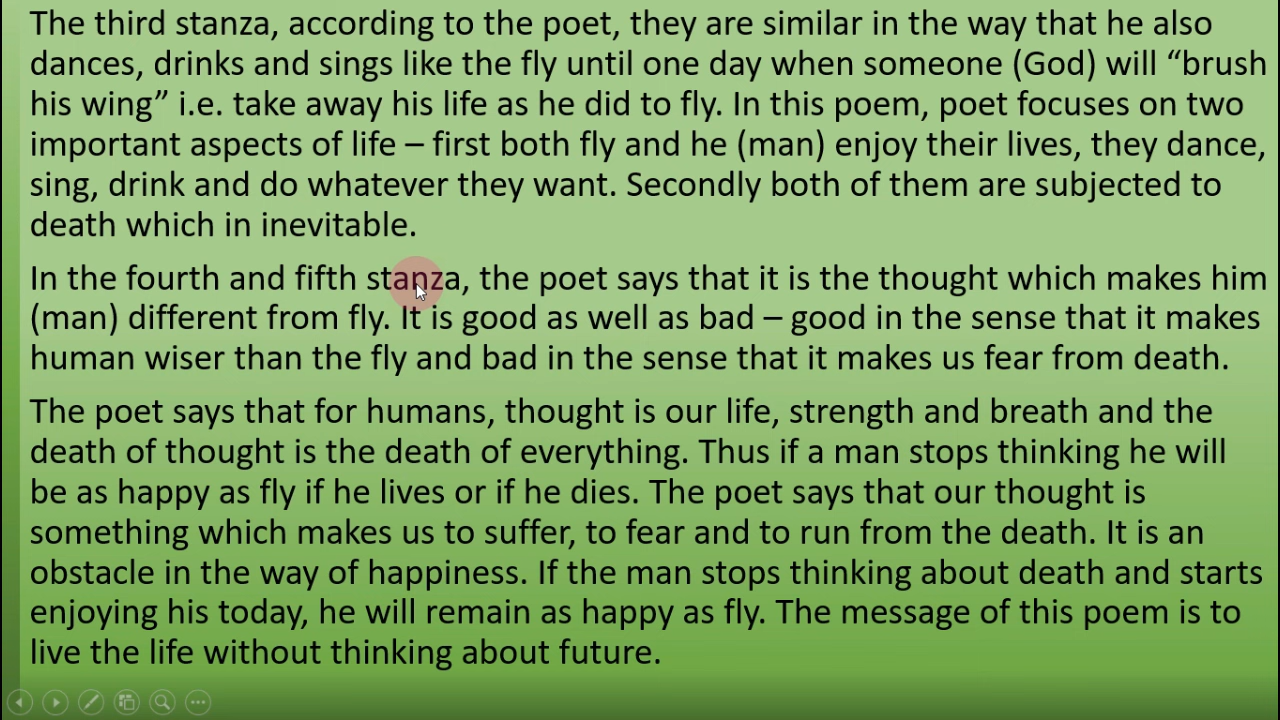 The third stanza, according to the poet, they are similar in the way that he also
dances, drinks and sings like the fly until one day when someone (God) will “brush
his wing” i.e. take away his life as he did to fly. In this poem, poet focuses on two
important aspects of life – first both fly and he (man) enjoy their lives, they dance,
sing, drink and do whatever they want. Secondly both of them are subjected to
death which in inevitable.
In the fourth and fifth stanza, the poet says that it is the thought which makes him
(man) different from fly. It is good as well as bad – good in the sense that it makes
human wiser than the fly and bad in the sense that it makes us fear from death.
The poet says that for humans, thought is our life, strength and breath and the
death of thought is the death of everything. Thus if a man stops thinking he will
be as happy as fly if he lives or if he dies. The poet says that our thought is
something which makes us to suffer, to fear and to run from the death. It is an
obstacle in the way of happiness. If the man stops thinking about death and starts
enjoying his today, he will remain as happy as fly. The message of this poem is to
live the life without thinking about future.